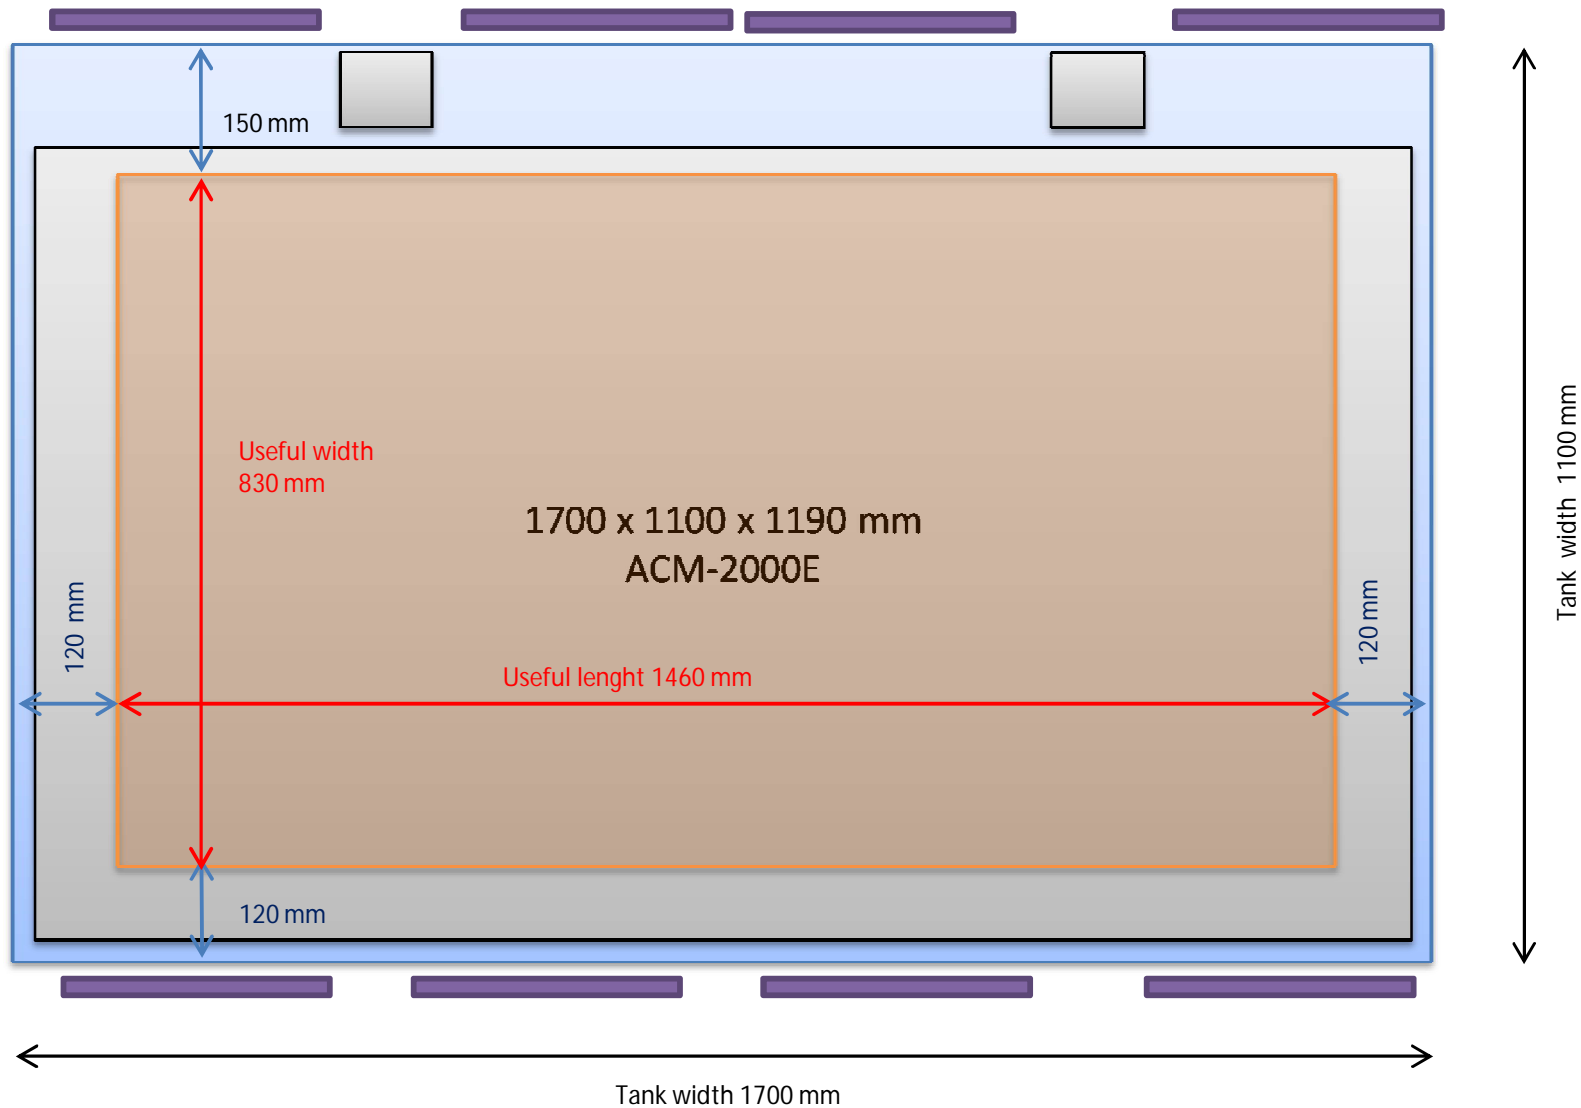 150 mm
Useful width
830 mm
1700 x 1100 x 1190 mm
ACM-2000E
120 mm
120 mm
Useful lenght 1460 mm
120 mm
Tank width 1100 mm
Tank width 1700 mm